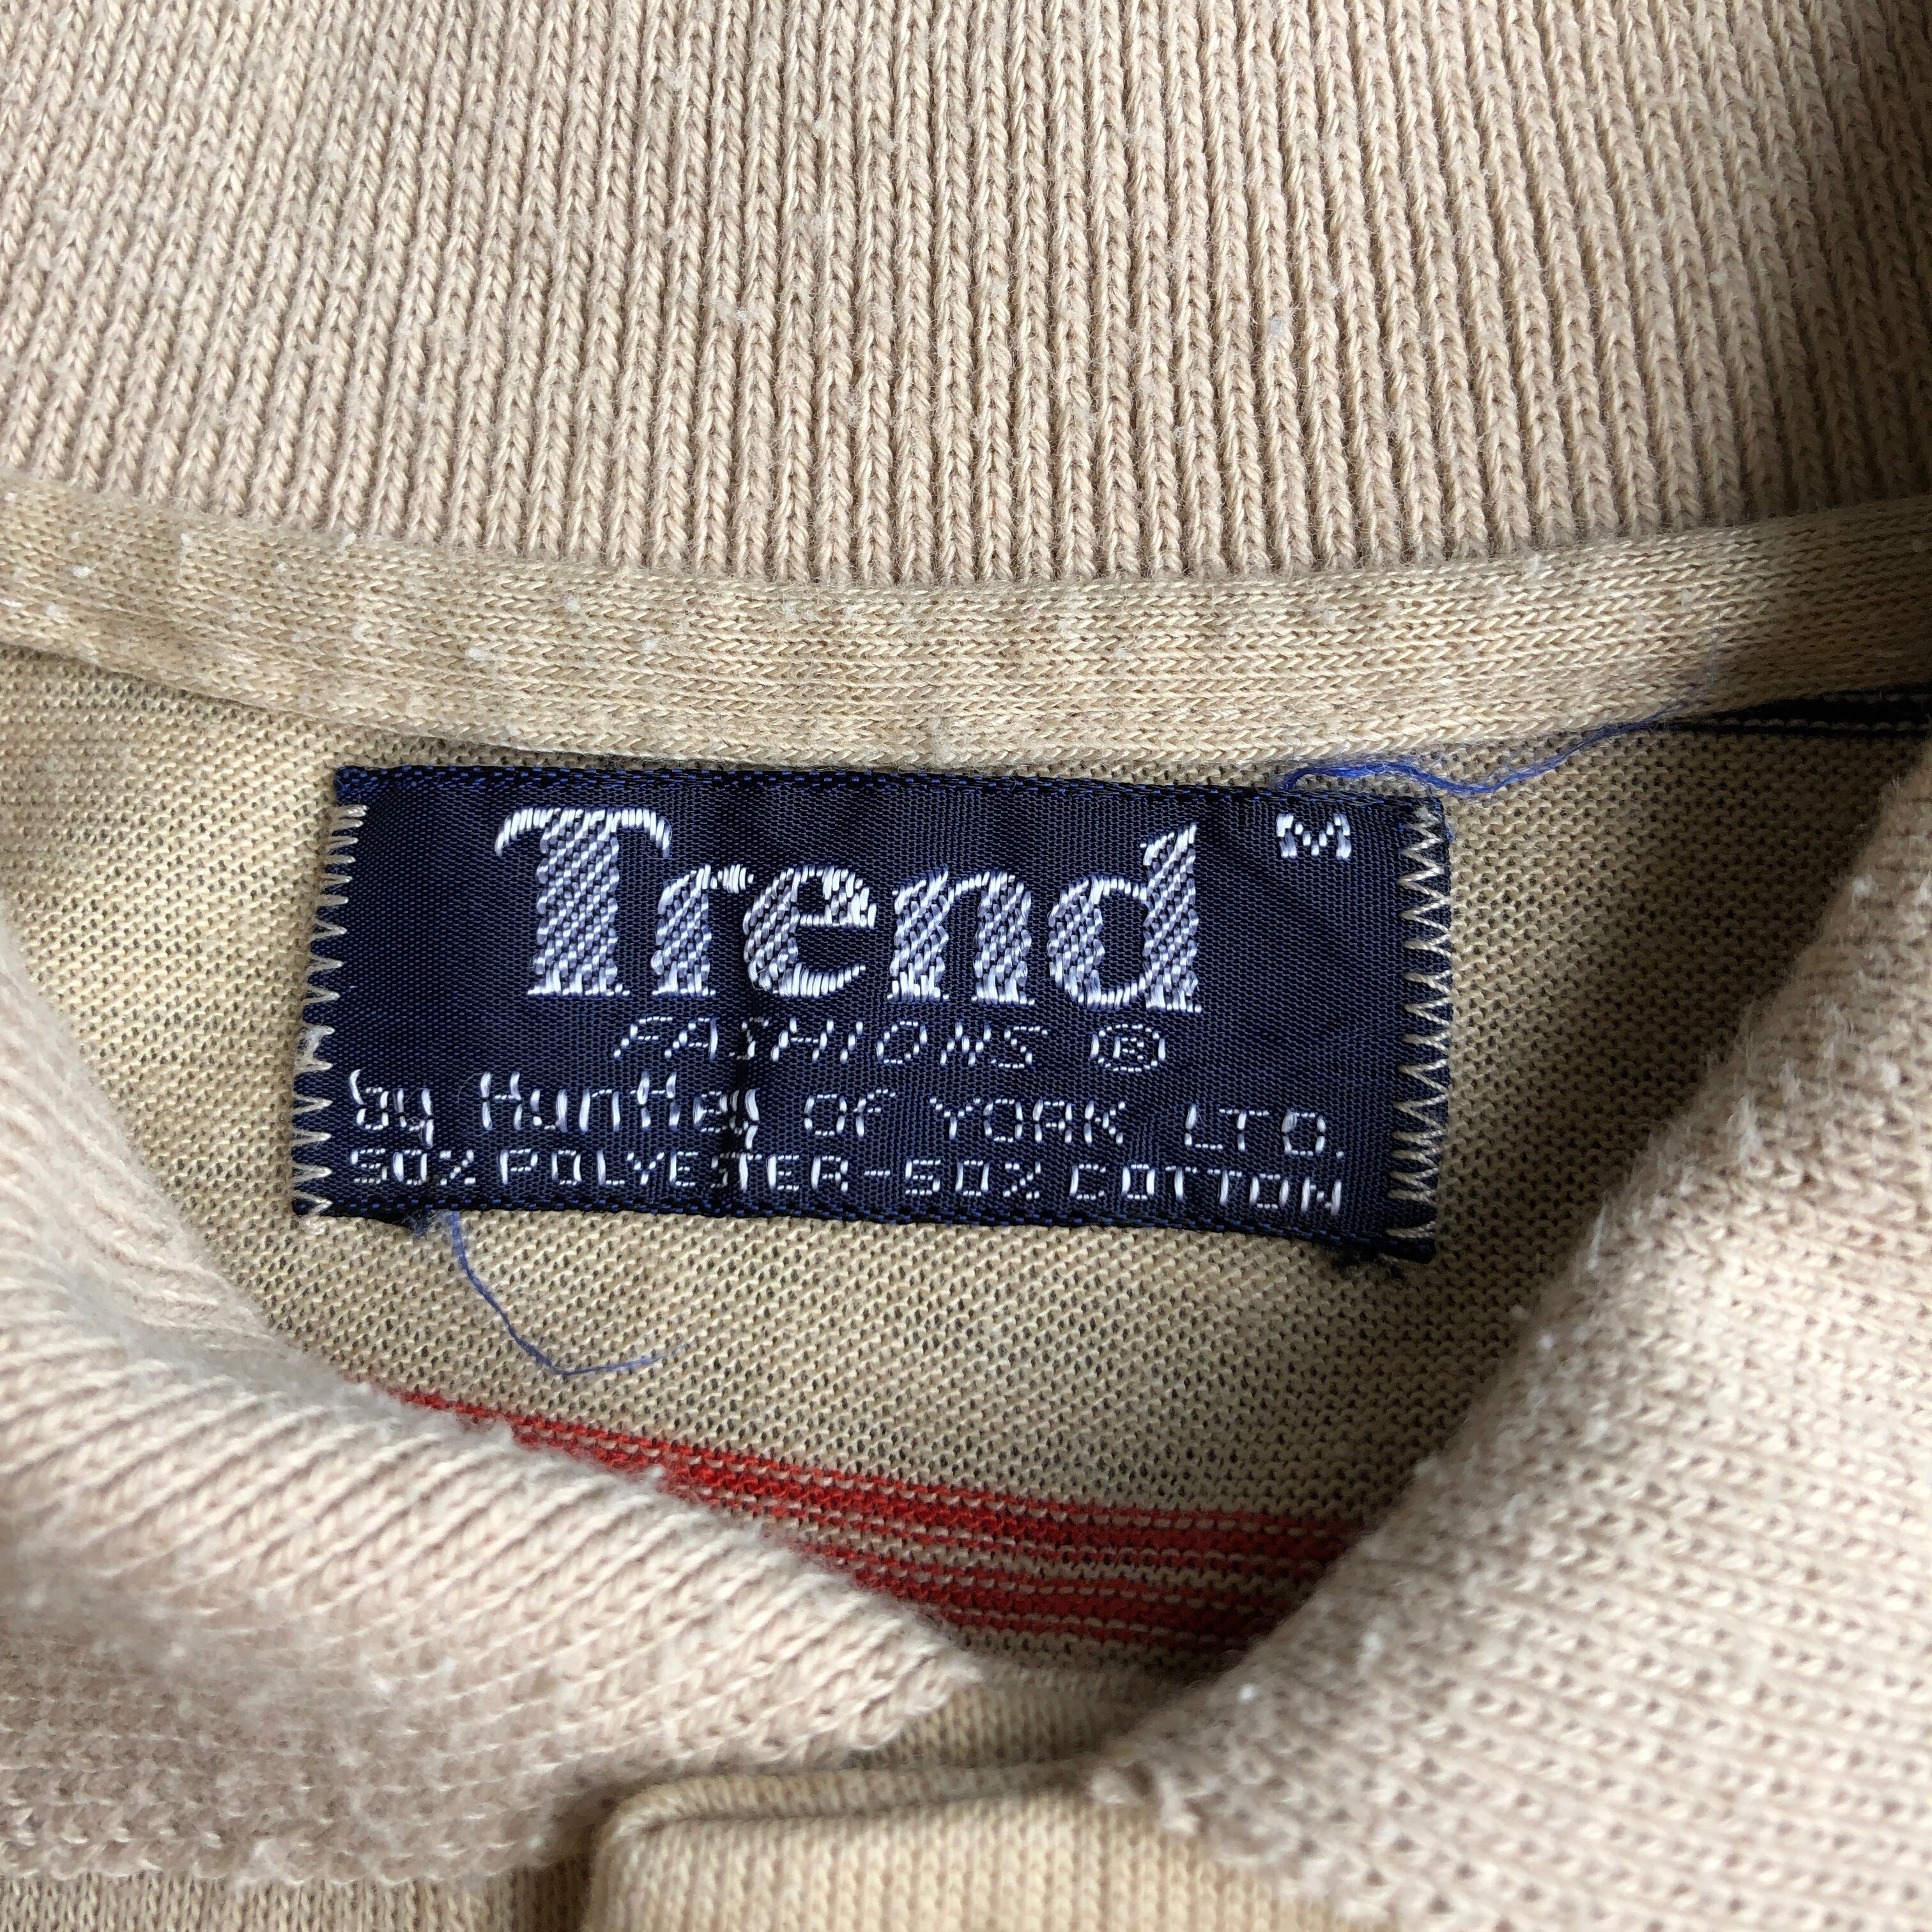 Trend M
FASHIONS ®
by Huntley OF YORK LTD.
50% POLYESTER-50% COTTON